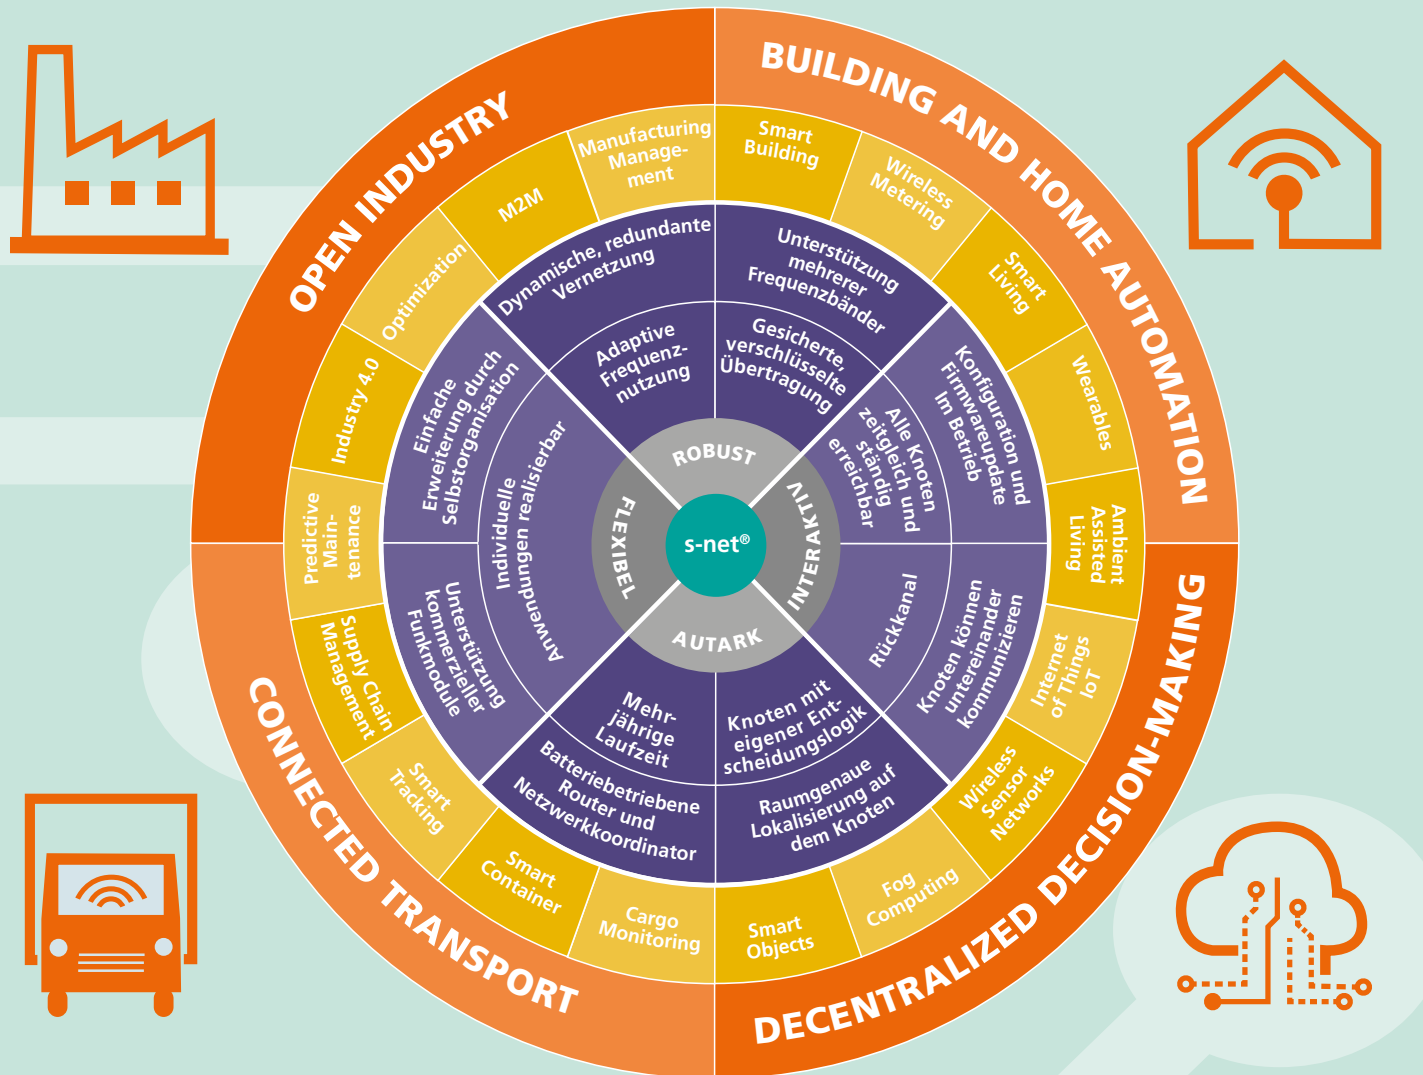 OPEN INDUSTRY
BUILDING AND HOME AUTOMATION
DECENTRALIZED DECISION-MAKING
CONNECTED TRANSPORT
Manufacturing
Manage-
ment
M2M
Optimization
Industry 4.0
Predictive
Main-
tenance
Smart
Building
Wireless
Metering
Smart
Living
Wearables
Ambient
Assisted
Living
Internet
of Things
IoT
Wireless
Sensor
Networks
Fog
Computing
Smart
Objects
Cargo
Monitoring
Smart
Container
Smart
Tracking
Supply Chain
Management
Dynamische, redundante
Vernetzung
Adaptive
Frequenz-
nutzung
Unterstützung
mehrerer
Frequenzbänder
Gesicherte,
verschlüsselte
Übertragung
Konfiguration und
Firmwareupdate
Im Betrieb
Alle Knoten
zeitgleich und
ständig
erreichbar
Rückkanal
Knoten können
untereinander
kommunizieren
Knoten mit
eigener Ent-
scheidungslogik
Raumgenaue
Lokalisierung auf
dem Knoten
Mehr-
jährige
Laufzeit
Batteriebetriebene
Router und
Netzwerkkoordinator
Unterstützung
kommerzieller
Funkmodule
Individuelle
Anwendungen realisierbar
Einfache
Erweiterung durch
Selbstorganisation
ROBUST
INTERAKTIV
AUTARK
FLEXIBEL
s-net®